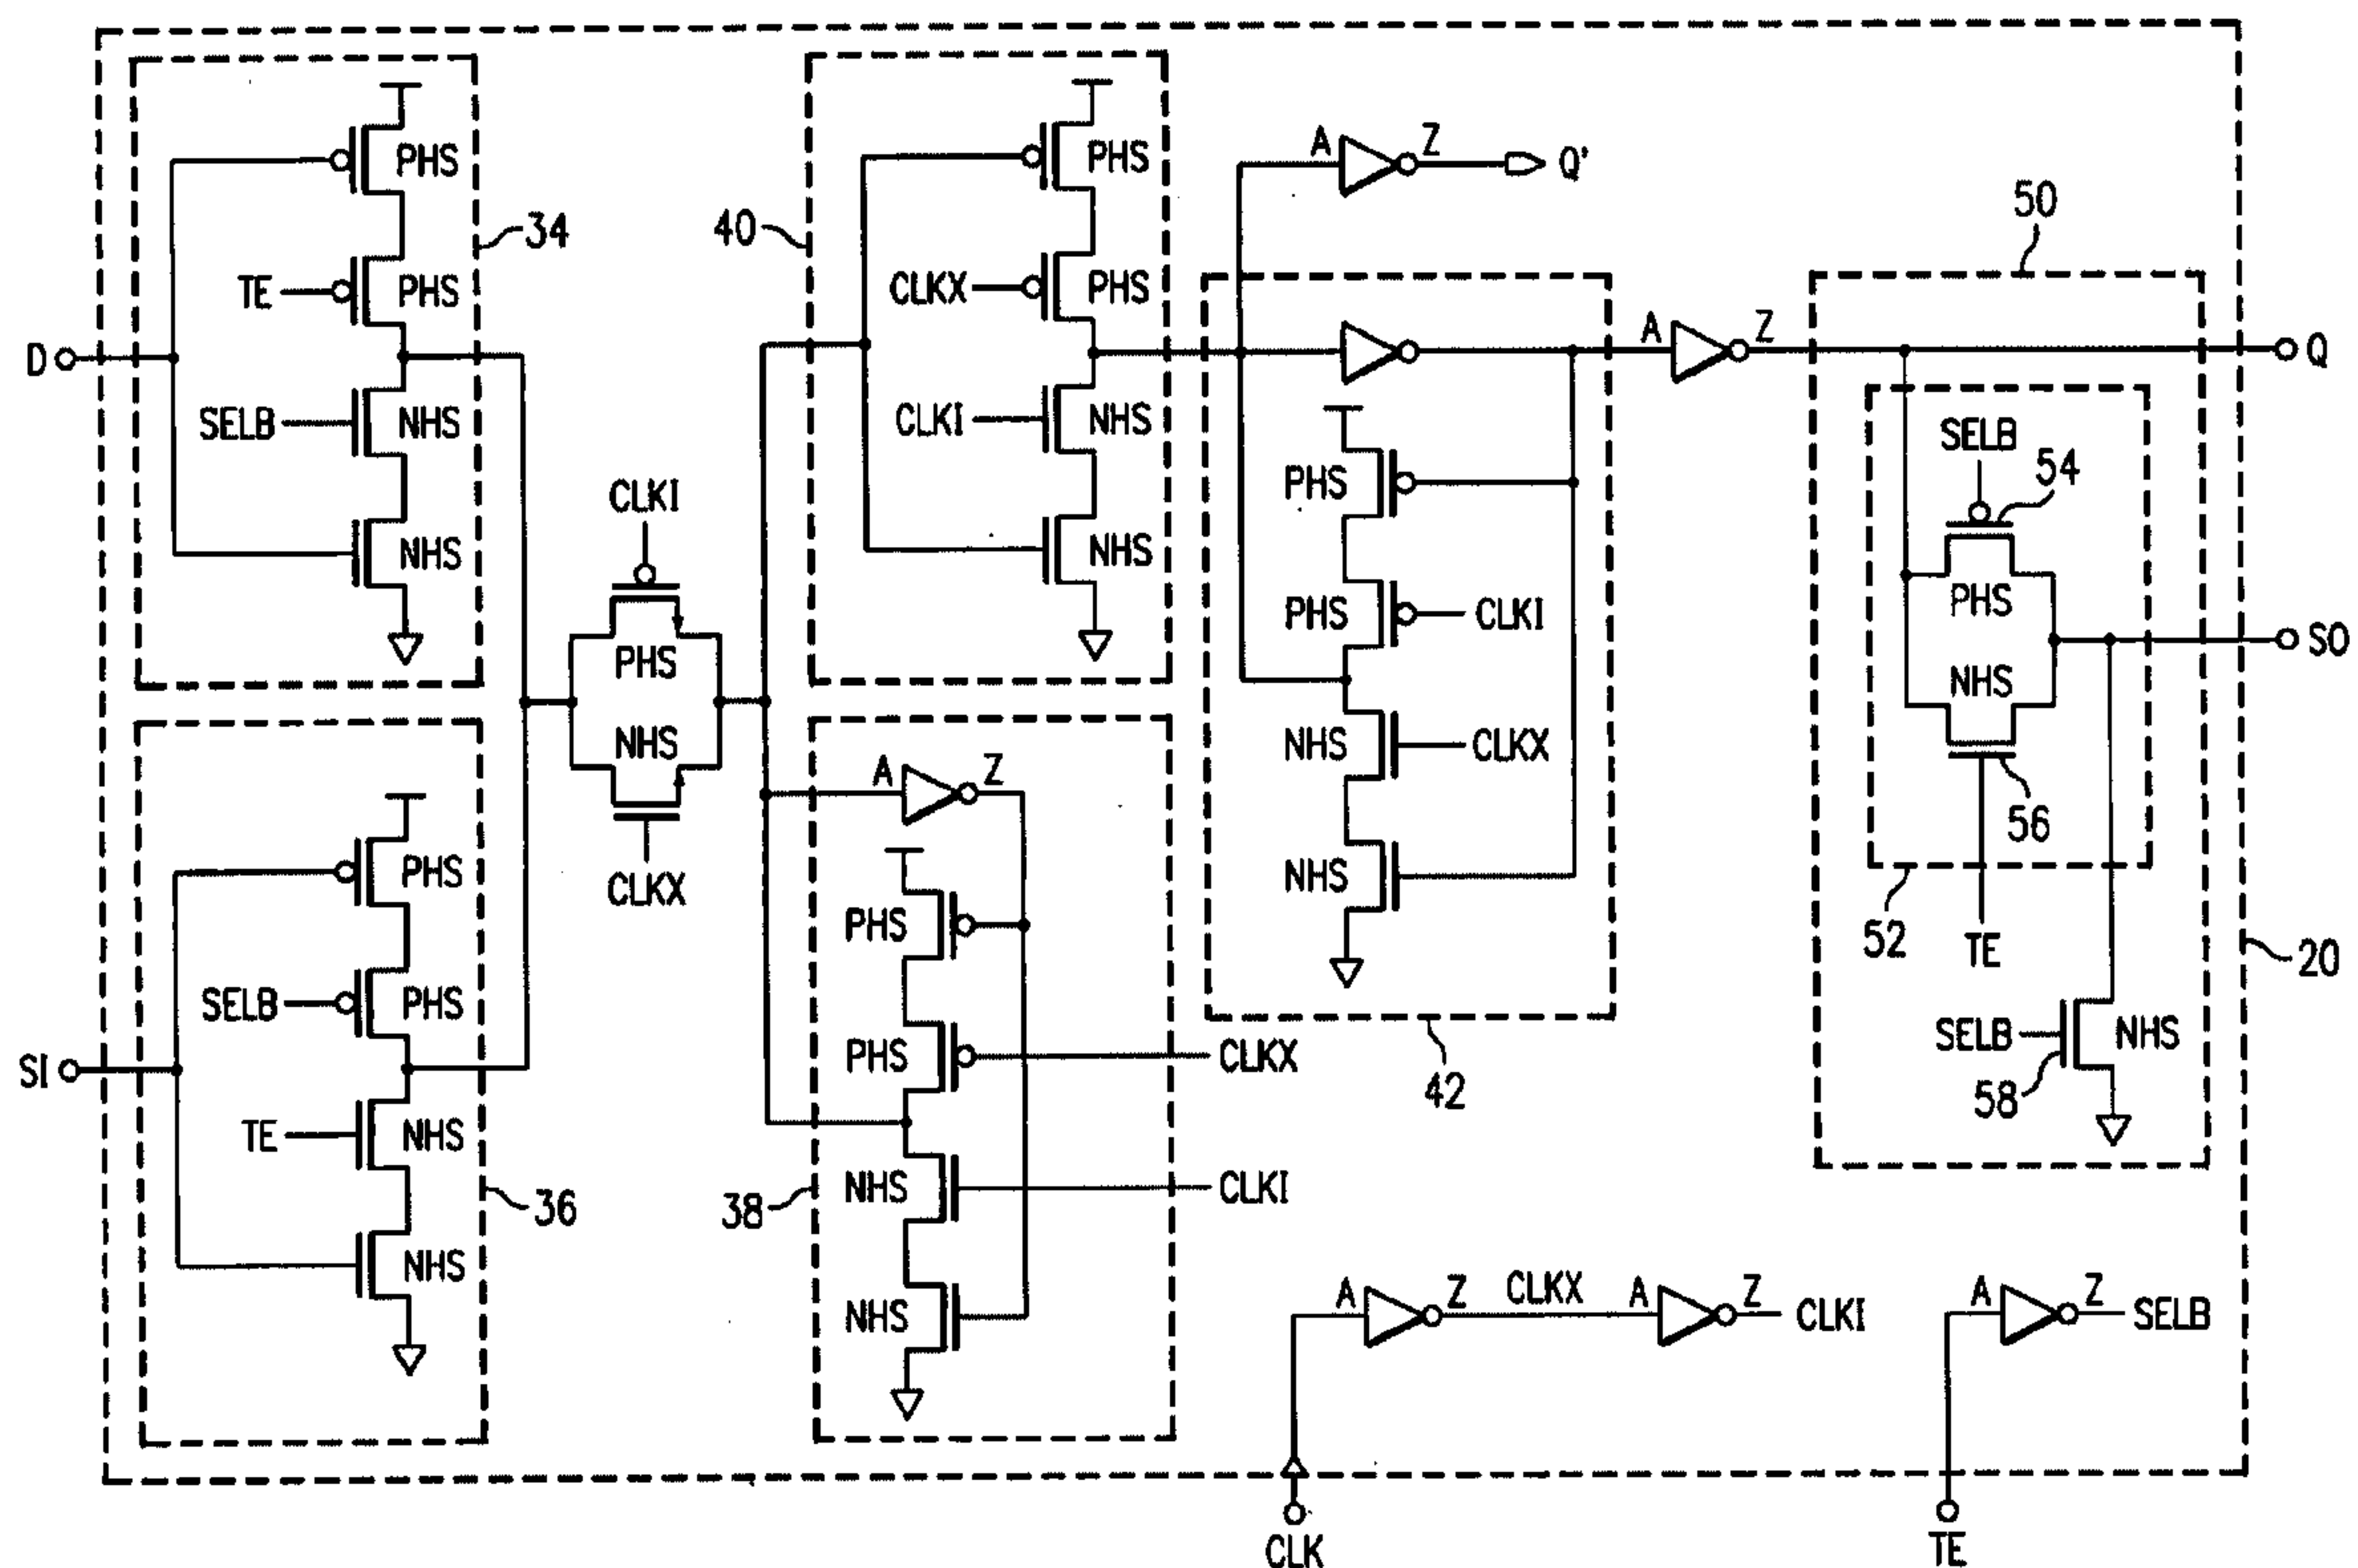 PHS
34
TE
PHS
D
SELB
NHS
NHS
PHS
SELB
PHS
SI
TE
NHS
36
NHS
CLKI
PHS
NHS
CLKX
40
PHS
CLKX
PHS
CLKI
NHS
NHS
A
Z
PHS
PHS
CLKX
NHS
CLKI
38
NHS
A
Z
Q'
PHS
PHS
CLKI
NHS
CLKX
NHS
42
A
Z
50
Q
SELB
54
PHS
SO
NHS
56
52
TE
20
SELB
NHS
58
A
Z
CLKX
A
Z
CLKI
A
Z
SELB
CLK
TE